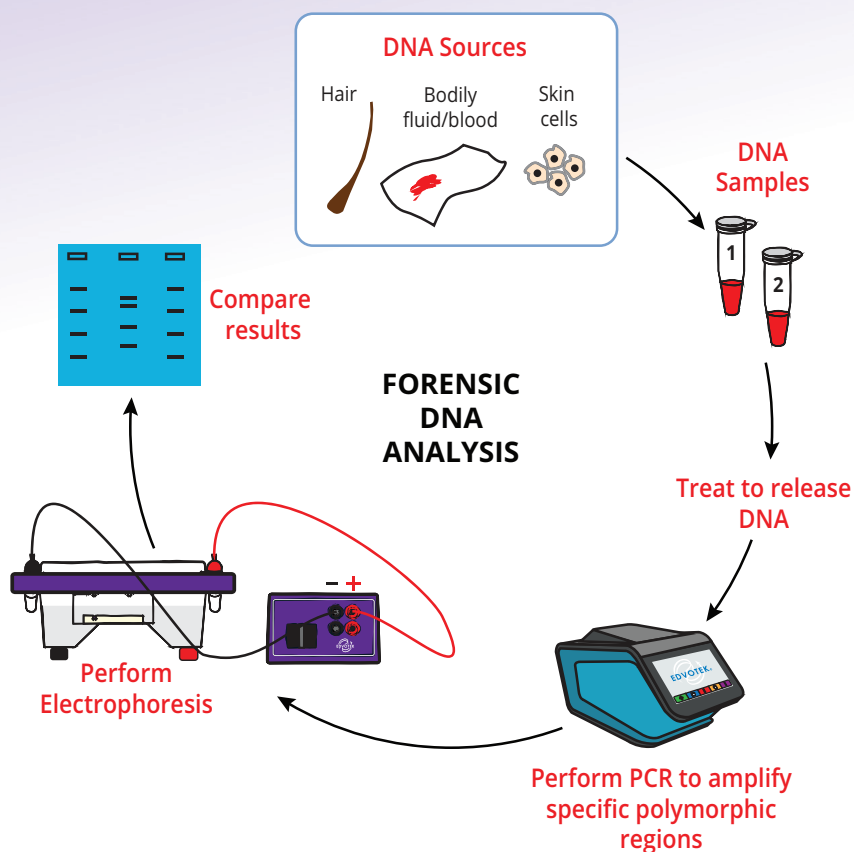 DNA Sources
Hair
Bodily
fluid/blood
Skin
cells
DNA
Samples
1
2
Treat to release
DNA
EDVOTEK®
Perform PCR to amplify
specific polymorphic
regions
- +
EDVOTEK
Perform
Electrophoresis
Compare
results
FORENSIC
DNA
ANALYSIS